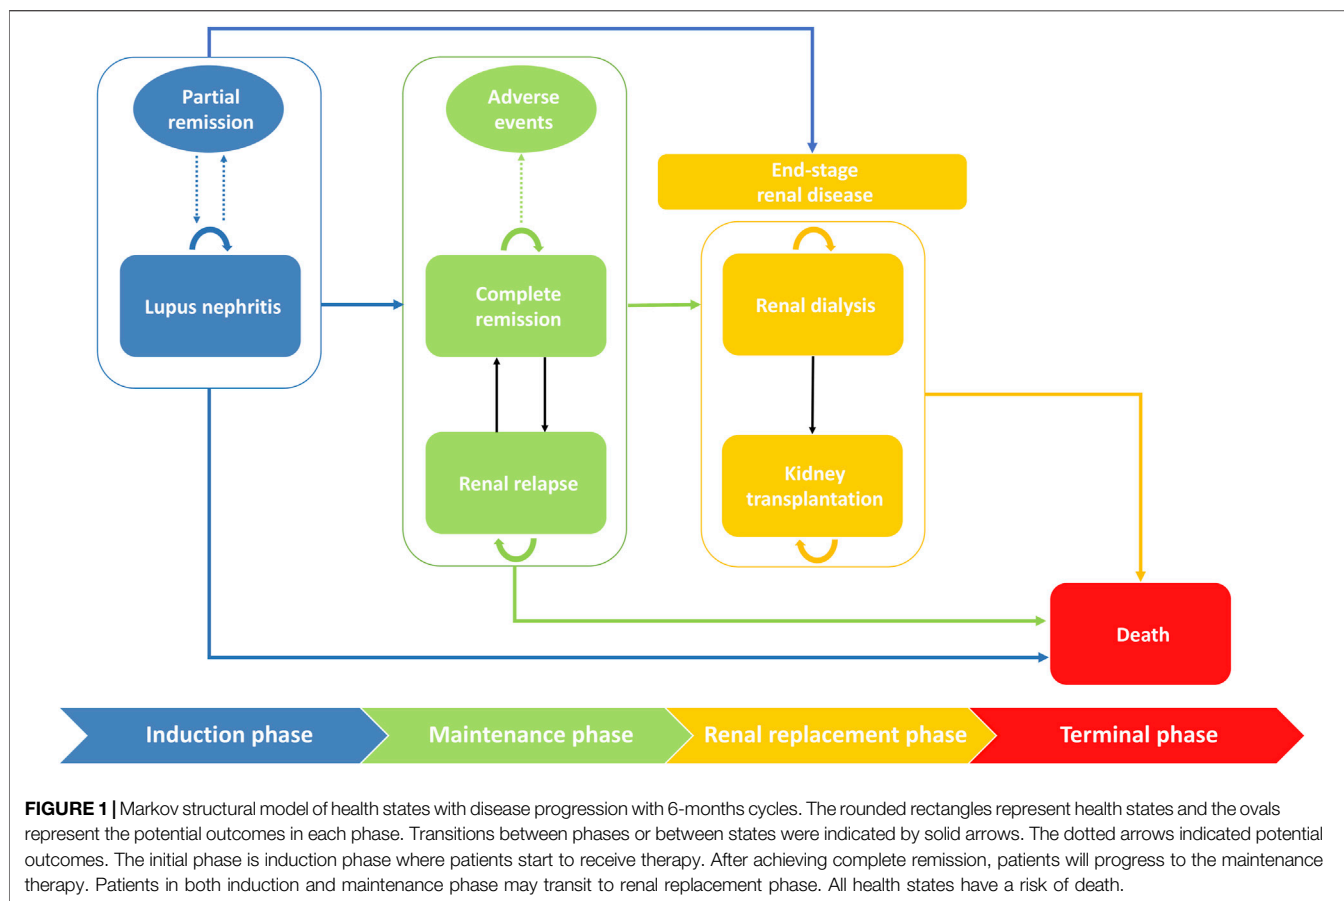 Partial
remission
Adverse
events
End-stage
renal disease
Lupus nephritis
Complete
remission
Renal dialysis
Renal relapse
Kidney
transplantation
Death
Induction phase
Maintenance phase
Renal replacement phase
Terminal phase
FIGURE 1 | Markov structural model of health states with disease progression with 6-months cycles. The rounded rectangles represent health states and the ovals
represent the potential outcomes in each phase. Transitions between phases or between states were indicated by solid arrows. The dotted arrows indicated potential
outcomes. The initial phase is induction phase where patients start to receive therapy. After achieving complete remission, patients will progress to the maintenance
therapy. Patients in both induction and maintenance phase may transit to renal replacement phase. All health states have a risk of death.